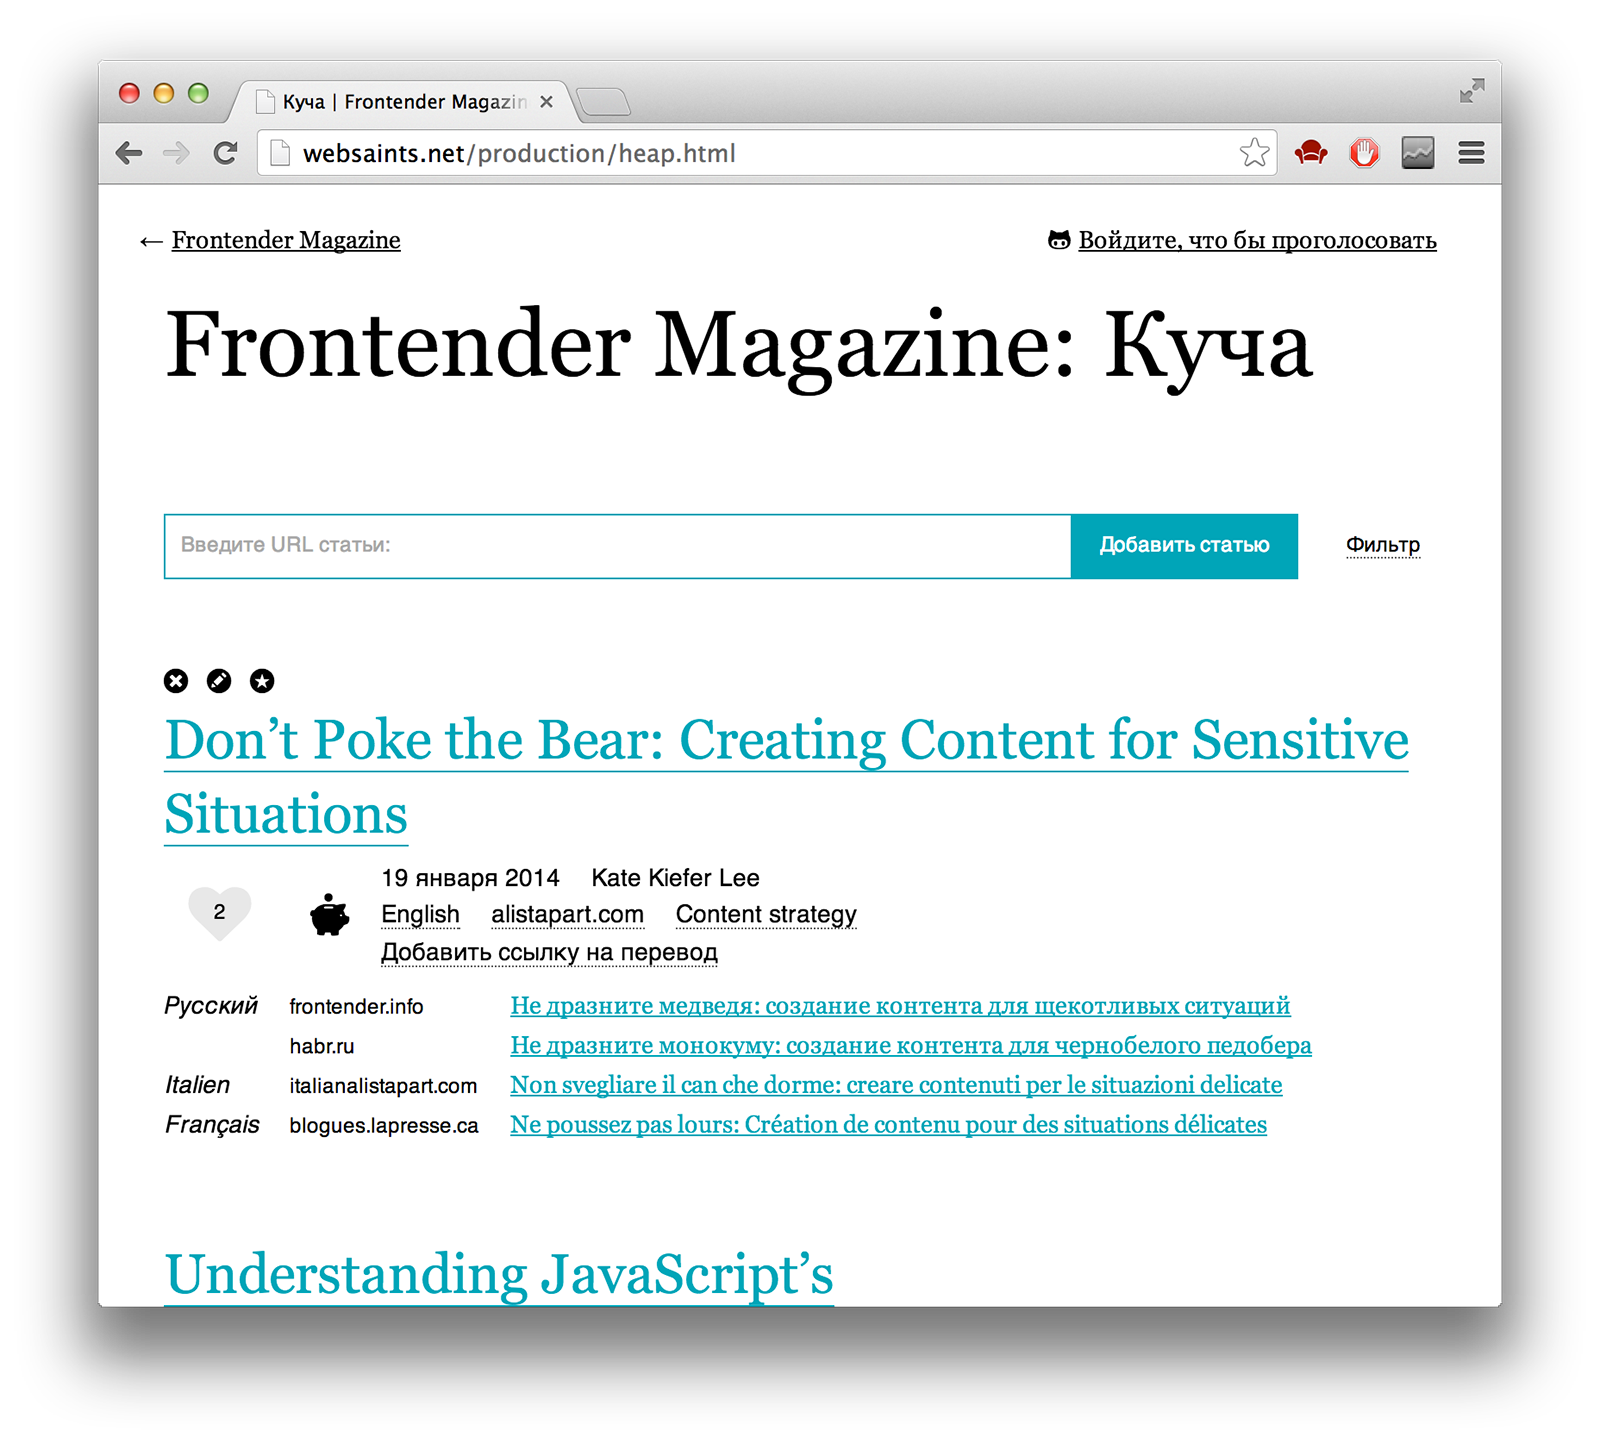 Куча | Frontender Magazin
websaints.net/production/heap.html
← Frontender Magazine
Войдите, что бы проголосовать
Frontender Magazine: Куча
Введите URL статьи:
Добавить статью
Фильтр
Don’t Poke the Bear: Creating Content for Sensitive
Situations
2
19 января 2014 Kate Kiefer Lee
English alistapart.com Content strategy
Добавить ссылку на перевод
Русский frontender.info Не дразните медведя: создание контента для щекотливых ситуаций
habr.ru Не дразните монокуму: создание контента для чернобелого педобера
Italien italianalistapart.com Non svegliare il can che dorme: creare contenuti per le situazioni delicate
Français blogues.lapresse.ca Ne poussez pas lours: Création de contenu pour des situations délicates
Understanding JavaScript’s